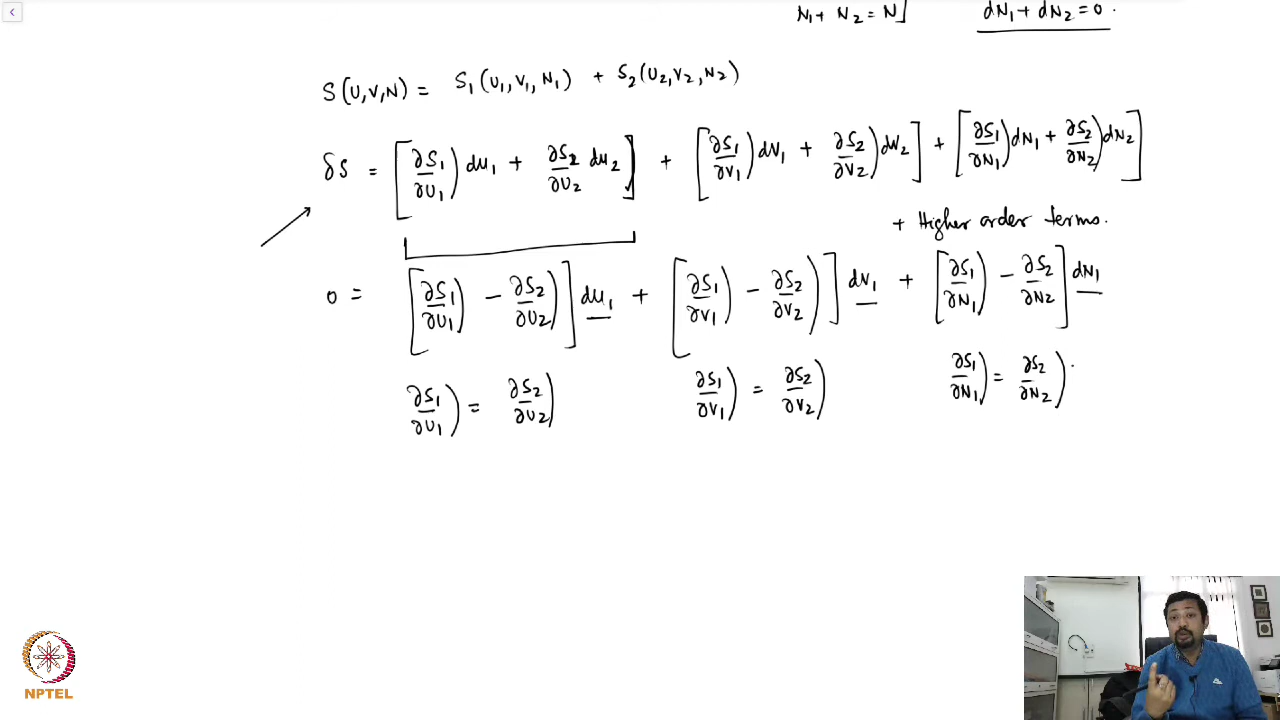 N₁ + N₂ = N] dN₁ + dN₂ = 0 .
S(U,V,N) = S₁(U₁,V₁,N₁) + S₂(U₂,V₂,N₂)
δS = [∂S₁/∂U₁) dU₁ + ∂S₂/∂U₂ dU₂] + [∂S₁/∂V₁) dV₁ + ∂S₂/∂V₂) dV₂] + [∂S₁/∂N₁) dN₁ + ∂S₂/∂N₂) dN₂]
+ Higher order terms.
0 = [∂S₁/∂U₁) − ∂S₂/∂U₂)] dU₁ + [∂S₁/∂V₁) − ∂S₂/∂V₂)] dV₁ + [∂S₁/∂N₁) − ∂S₂/∂N₂] dN₁
∂S₁/∂U₁) = ∂S₂/∂U₂) ∂S₁/∂V₁) = ∂S₂/∂V₂) ∂S₁/∂N₁) = ∂S₂/∂N₂) .
NPTEL